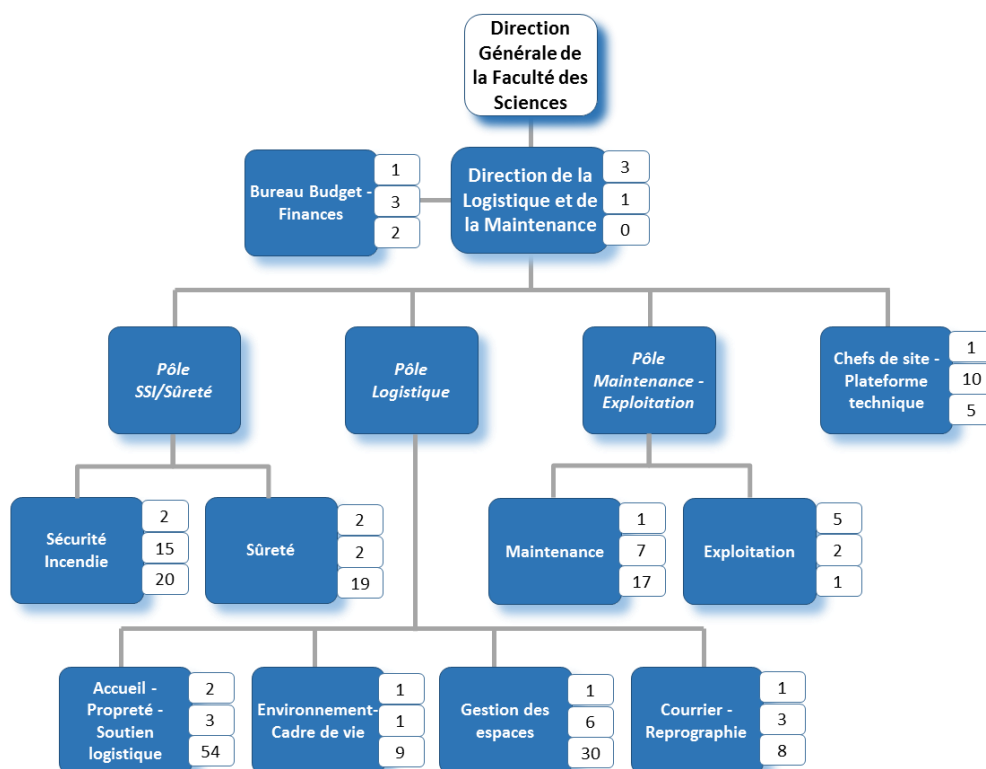 Direction
Générale de
la Faculté des
Sciences
Bureau Budget -
Finances
1
3
2
Direction de la
Logistique et de
la Maintenance
3
1
0
Pôle
SSI/Sûreté
Pôle
Logistique
Pôle
Maintenance -
Exploitation
Chefs de site -
Plateforme
technique
1
10
5
Sécurité
Incendie
2
15
20
Sûreté
2
2
19
Maintenance
1
7
17
Exploitation
5
2
1
Accueil -
Propreté -
Soutien
logistique
2
3
54
Environnement-
Cadre de vie
1
1
9
Gestion des
espaces
1
6
30
Courrier -
Reprographie
1
3
8